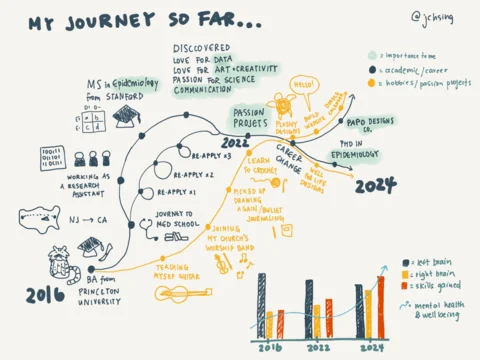 MY JOURNEY SO FAR...
@jchsing
= importance to me
= academic/career
= hobbies/passion projects
DISCOVERED
LOVE FOR DATA
LOVE FOR ART + CREATIVITY
PASSION FOR SCIENCE
COMMUNICATION
MS in Epidemiology
from STANFORD
D+ D-
E+ a b
E- c d
HELLO!
PLUSHY
DESIGNS
BUILD
WEBSITE
PAPO DESIGNS
CO.
PASSION
PROJECTS
2022
CAREER
CHANGE
PHD IN
EPIDEMIOLOGY
WELL
FOR LIFE
DESIGNS
2024
RE-APPLY x3
RE-APPLY x2
RE-APPLY x1
LEARN
TO CROCHET
PICKED UP
DRAWING
AGAIN/BULLET
JOURNALING
WORKING AS
A RESEARCH
ASSISTANT
NJ → CA
JOURNEY TO
MED SCHOOL
JOINING
MY CHURCH'S
WORSHIP BAND
TEACHING
MYSELF GUITAR
2016
BA from
PRINCETON
UNIVERSITY
= left brain
= right brain
= skills gained
mental health
& wellbeing
2016 2022 2024